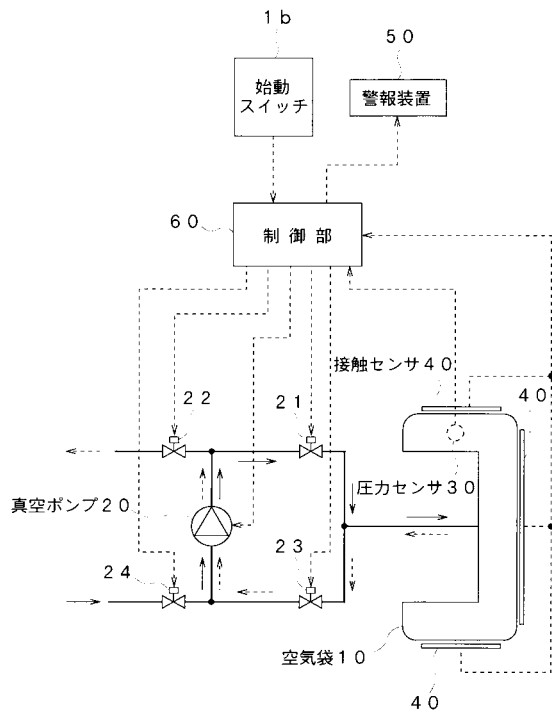 1b
50
始動
スイッチ
警報装置
60
制御部
接触センサ40
40
22
21
真空ポンプ20
圧力センサ30
24
23
空気袋10
40